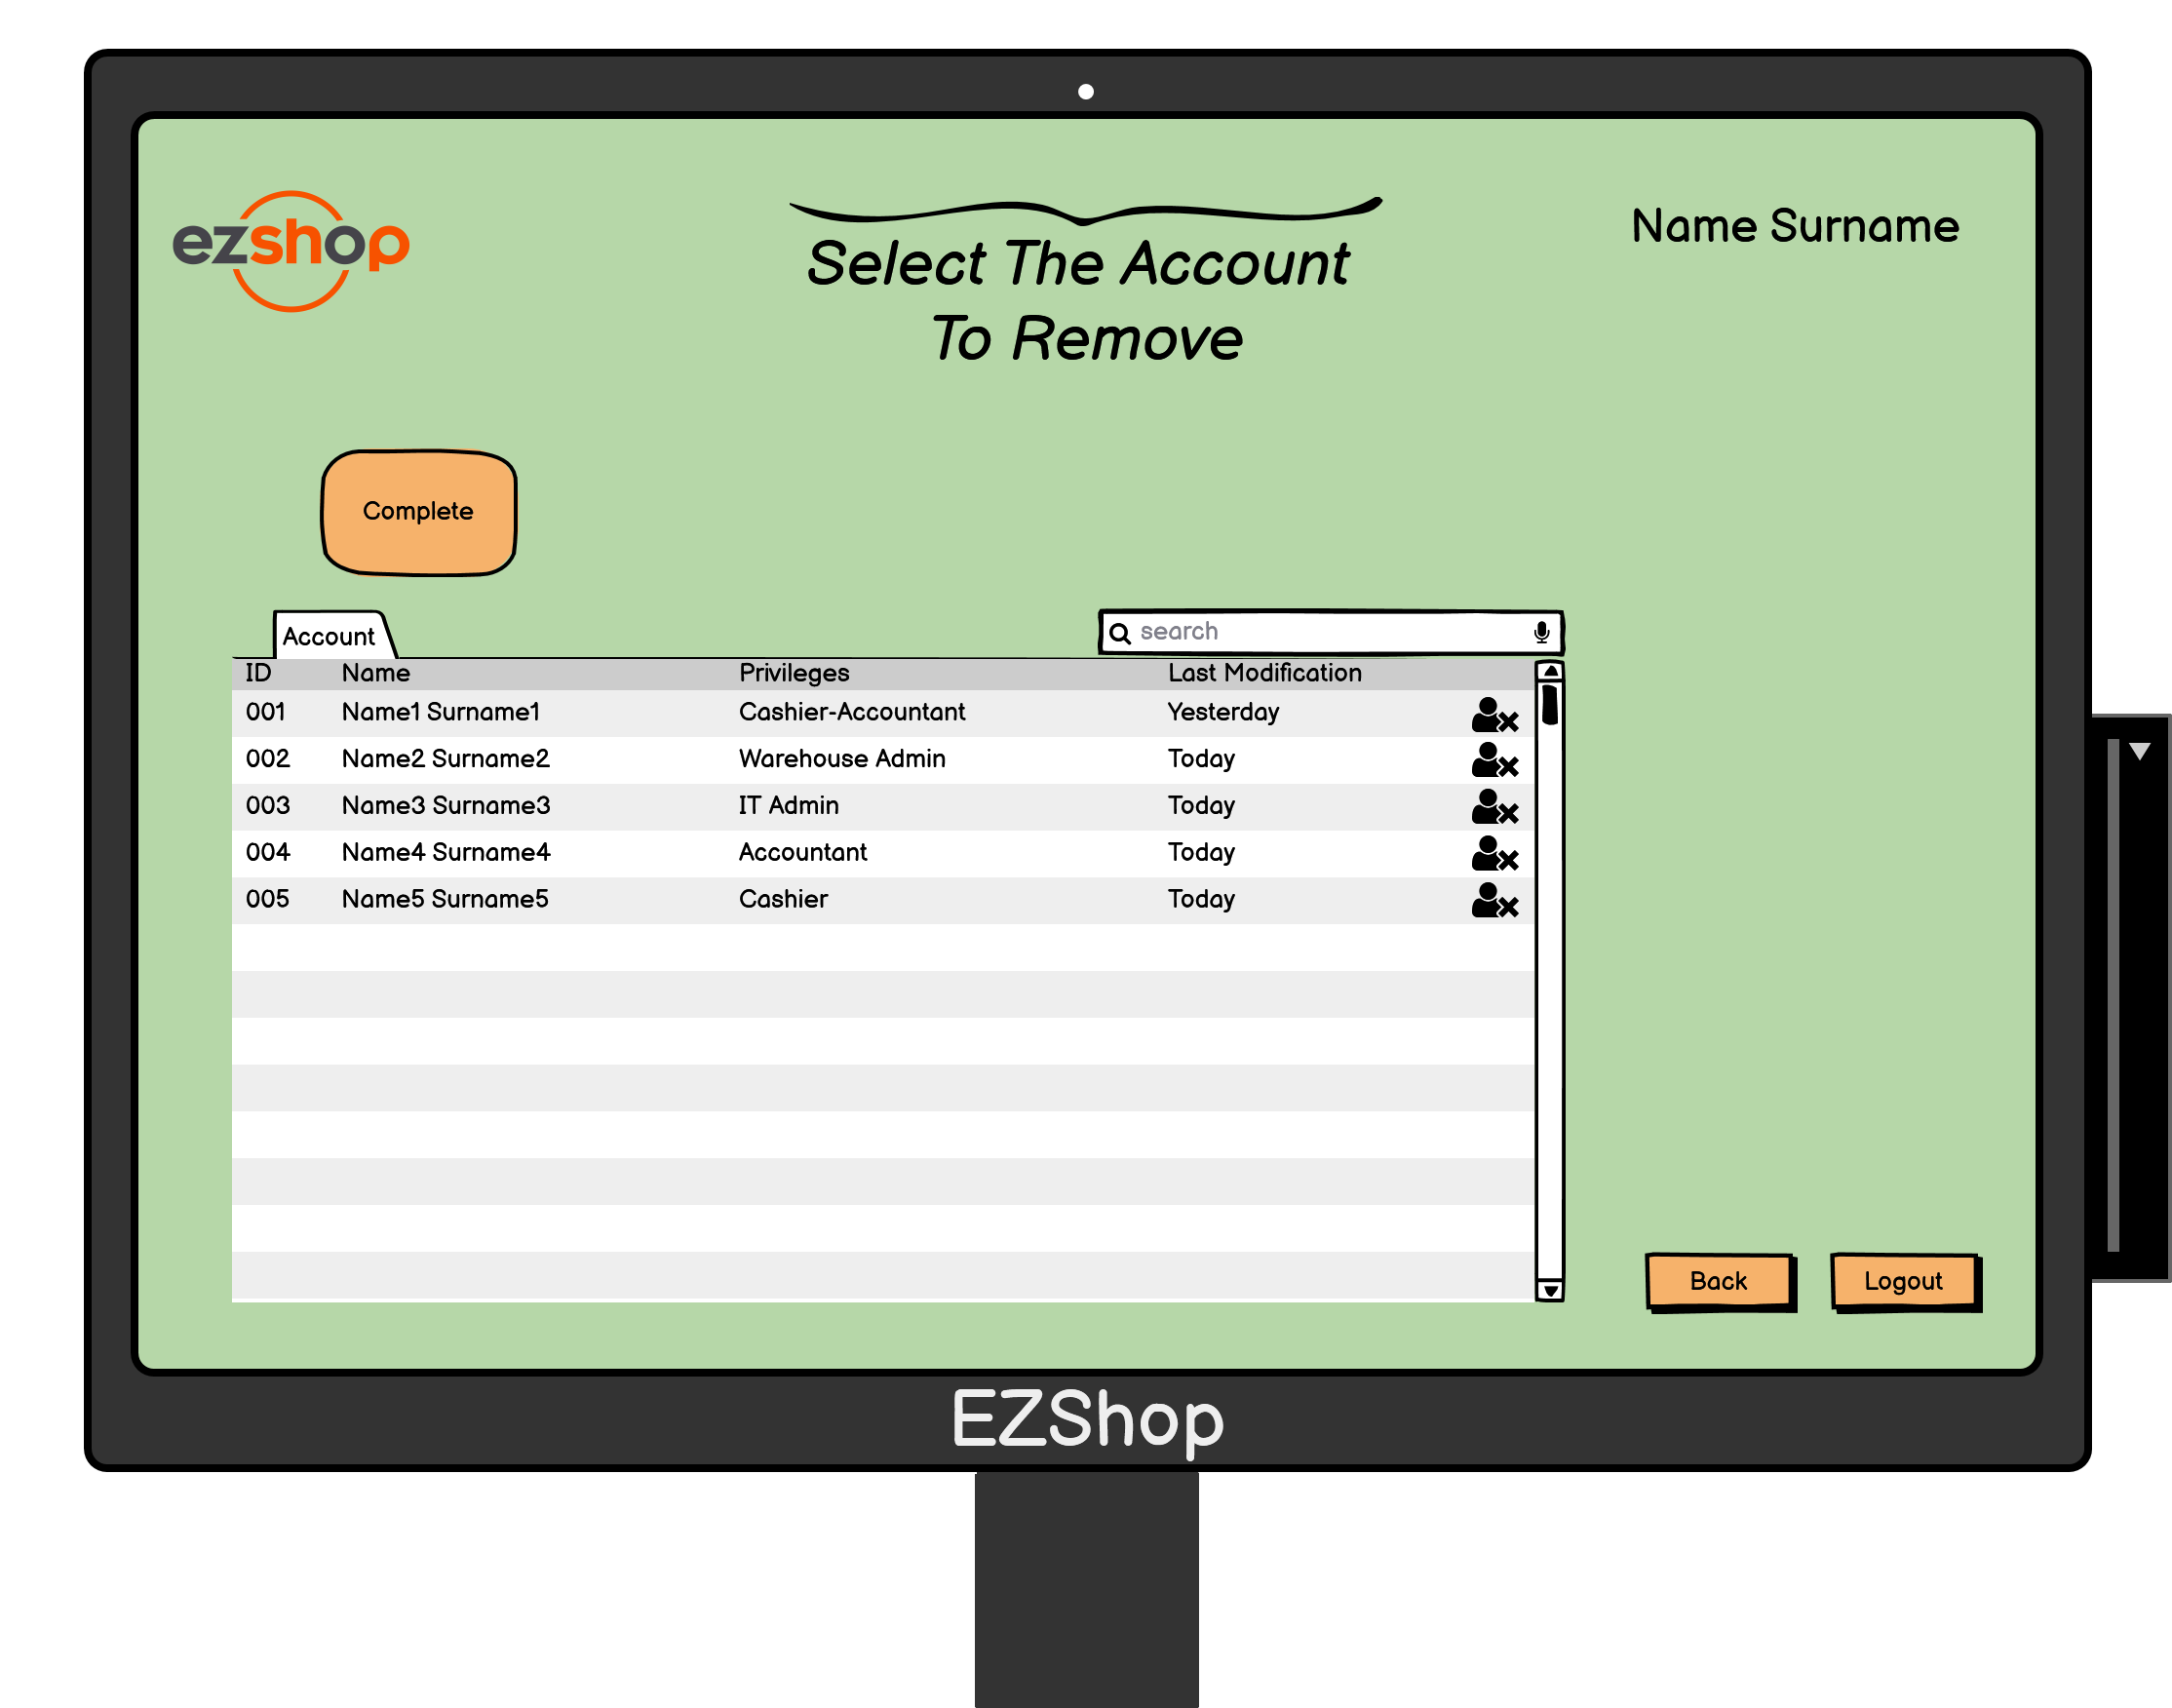 ezshop
Select The Account
To Remove
Name Surname
Complete
Account
search
ID Name Privileges Last Modification
001 Name1 Surname1 Cashier-Accountant Yesterday
002 Name2 Surname2 Warehouse Admin Today
003 Name3 Surname3 IT Admin Today
004 Name4 Surname4 Accountant Today
005 Name5 Surname5 Cashier Today
Back Logout
EZShop